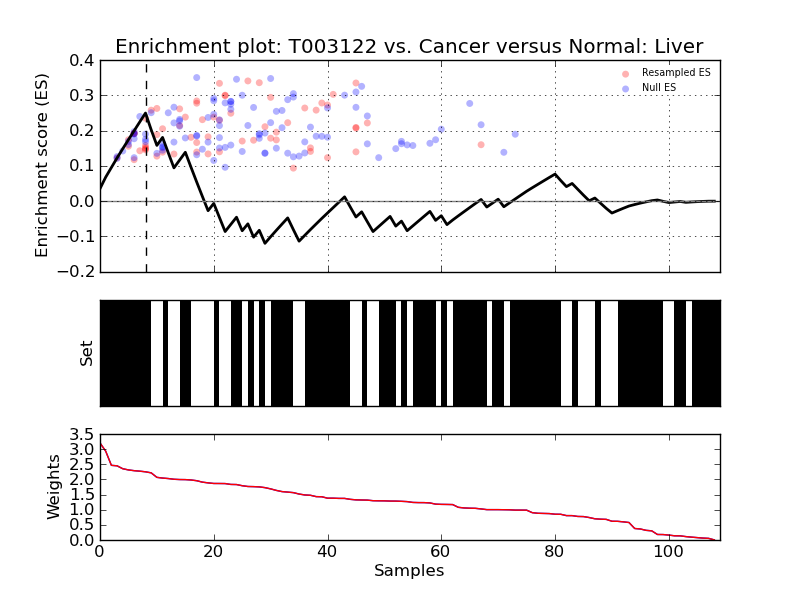 Enrichment plot: T003122 vs. Cancer versus Normal: Liver
Enrichment score (ES)
0.4
0.3
0.2
0.1
0.0
−0.1
−0.2
Resampled ES
Null ES
Set
Weights
3.5
3.0
2.5
2.0
1.5
1.0
0.5
0.0
0 20 40 60 80 100
Samples